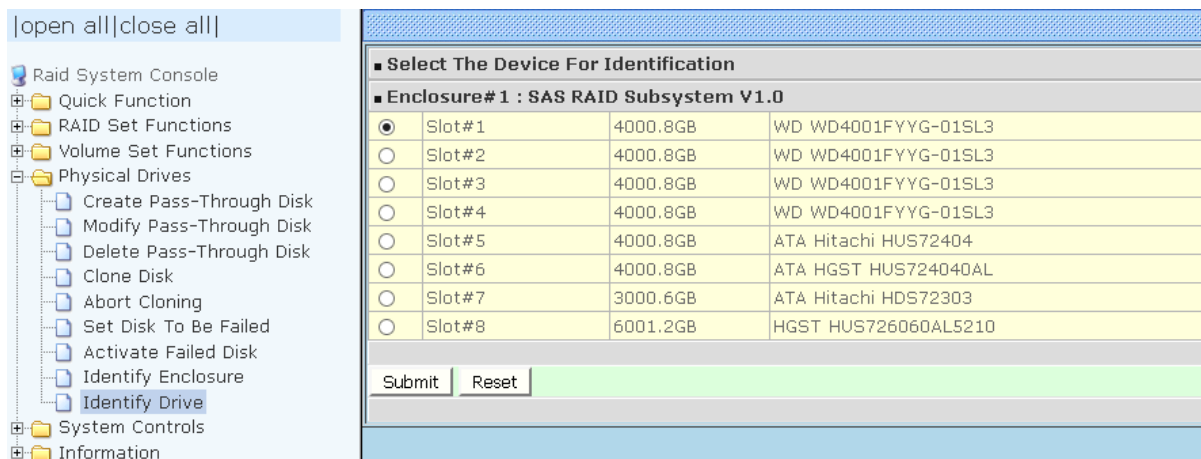 |open all|close all|
Raid System Console
Quick Function
RAID Set Functions
Volume Set Functions
Physical Drives
Create Pass-Through Disk
Modify Pass-Through Disk
Delete Pass-Through Disk
Clone Disk
Abort Cloning
Set Disk To Be Failed
Activate Failed Disk
Identify Enclosure
Identify Drive
System Controls
Information
Select The Device For Identification
Enclosure#1 : SAS RAID Subsystem V1.0
Slot#1 4000.8GB WD WD4001FYYG-01SL3
Slot#2 4000.8GB WD WD4001FYYG-01SL3
Slot#3 4000.8GB WD WD4001FYYG-01SL3
Slot#4 4000.8GB WD WD4001FYYG-01SL3
Slot#5 4000.8GB ATA Hitachi HUS72404
Slot#6 4000.8GB ATA HGST HUS724040AL
Slot#7 3000.6GB ATA Hitachi HDS72303
Slot#8 6001.2GB HGST HUS726060AL5210
Submit Reset